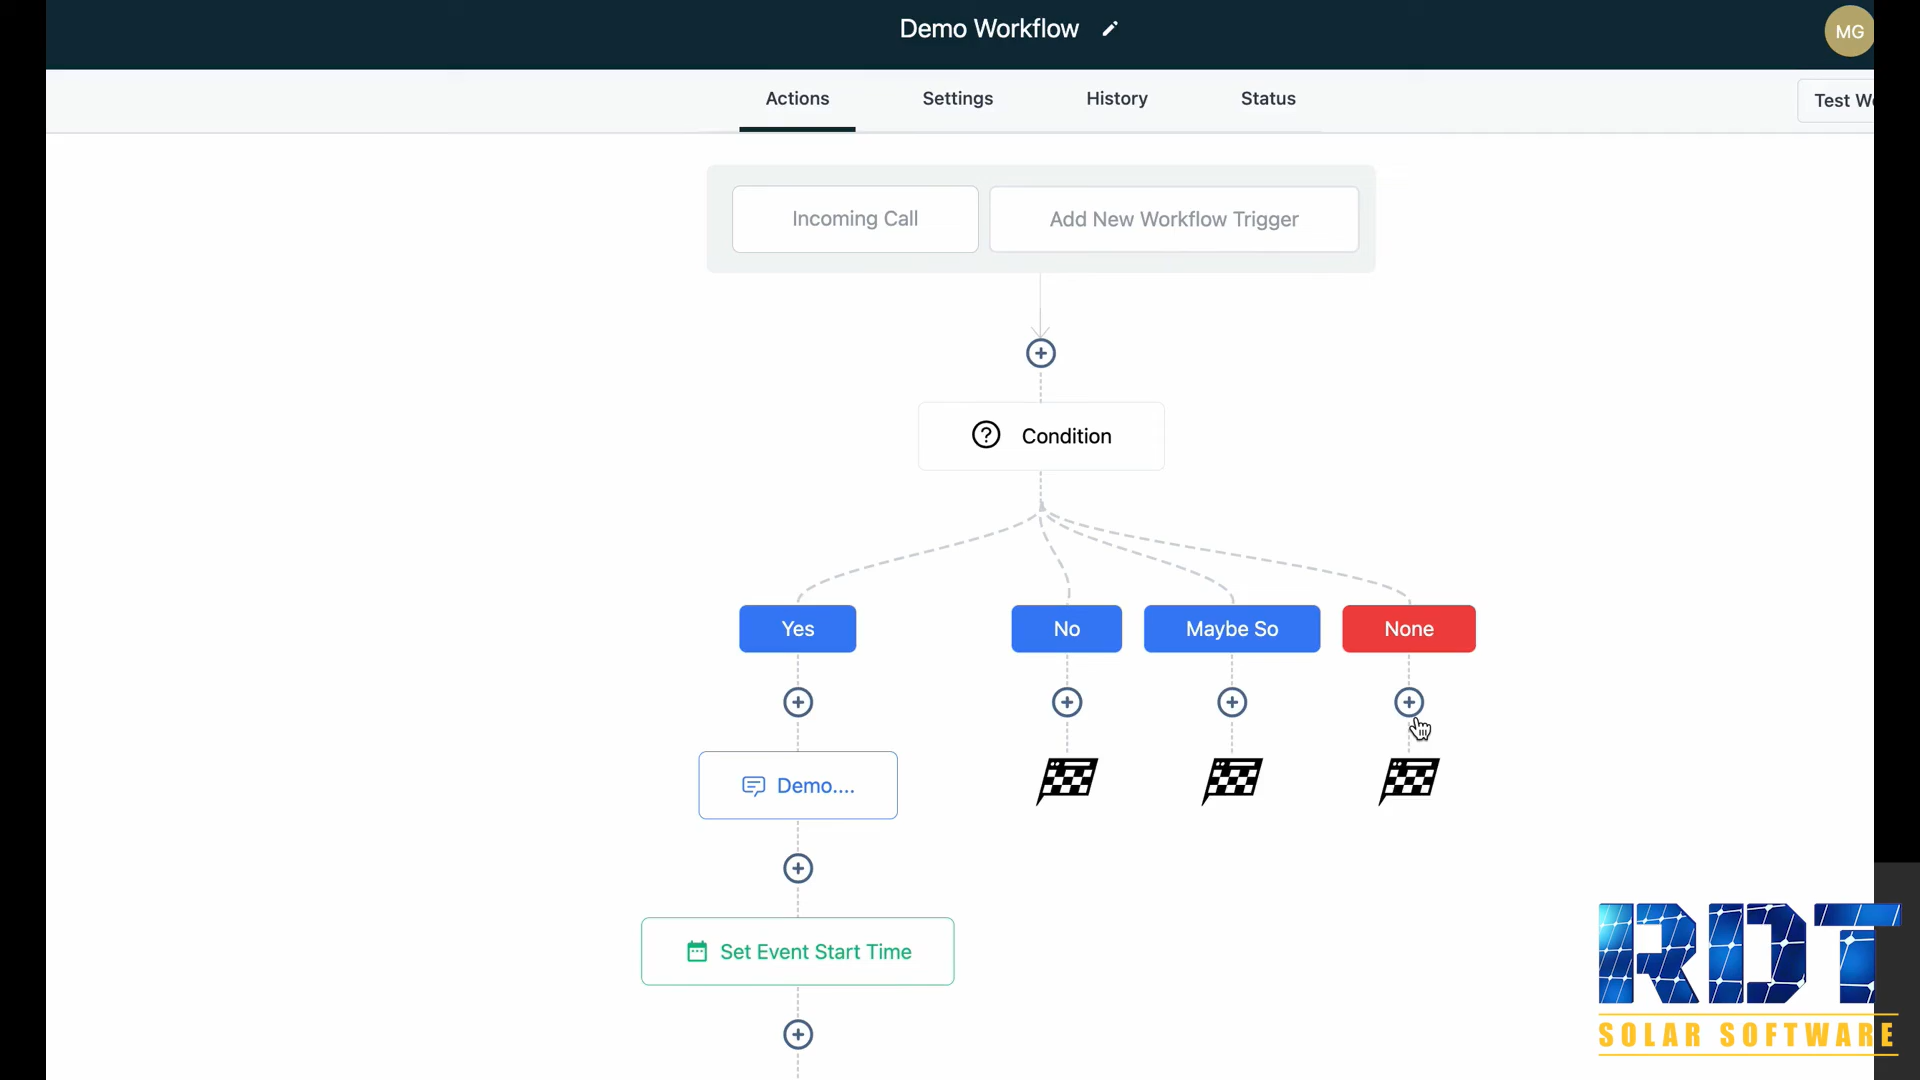 Demo Workflow
MG
Actions
Settings
History
Status
Test W
Incoming Call
Add New Workflow Trigger
Condition
Yes
No
Maybe So
None
Demo....
Set Event Start Time
RDT
SOLAR SOFTWARE